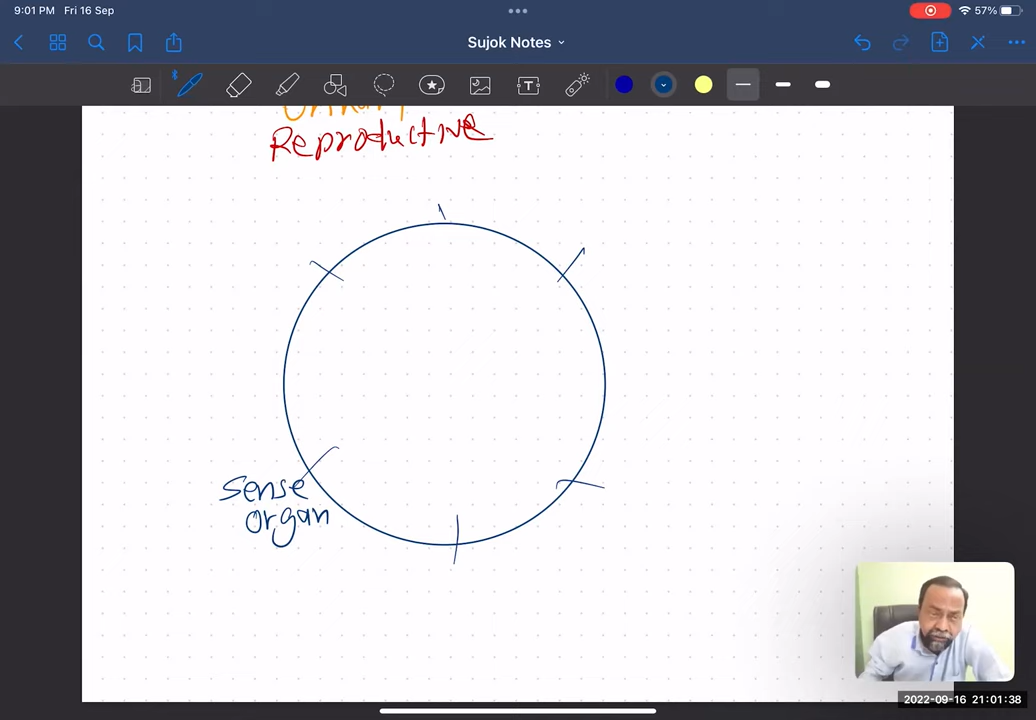 9:01 PM Fri 16 Sep
57%
Sujok Notes
T
Reproductive
Sense
organ
2022-09-16 21:01:38